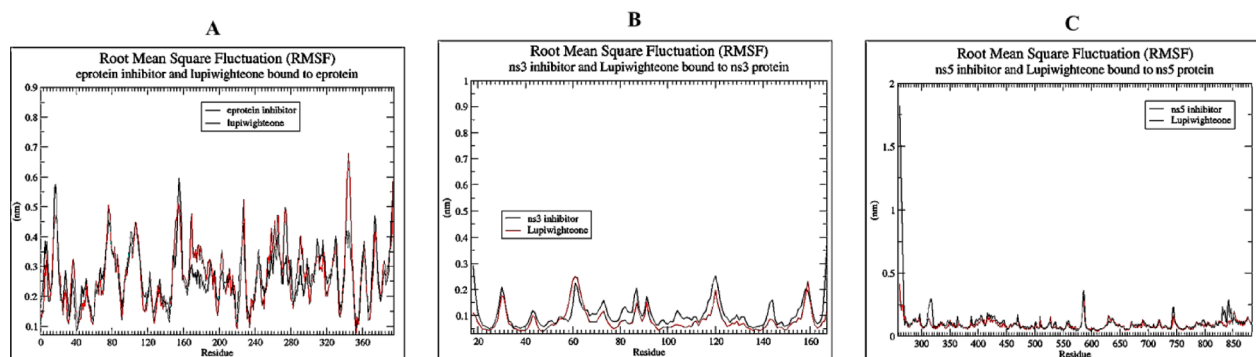 A
Root Mean Square Fluctuation (RMSF)
eprotein inhibitor and lupiwighteone bound to eprotein
0.9
0.8
0.7
0.6
0.5
0.4
0.3
0.2
0.1
(nm)
eprotein inhibitor
lupiwighteone
0 40 80 120 160 200 240 280 320 360
Residue
B
Root Mean Square Fluctuation (RMSF)
ns3 inhibitor and Lupiwighteone bound to ns3 protein
1
0.9
0.8
0.7
0.6
0.5
0.4
0.3
0.2
0.1
(nm)
ns3 inhibitor
Lupiwighteone
20 40 60 80 100 120 140 160
Residue
C
Root Mean Square Fluctuation (RMSF)
ns5 inhibitor and Lupiwighteone bound to ns5 protein
2
1.5
1
0.5
0
(nm)
ns5 inhibitor
Lupiwighteone
300 350 400 450 500 550 600 650 700 750 800 850
Residue